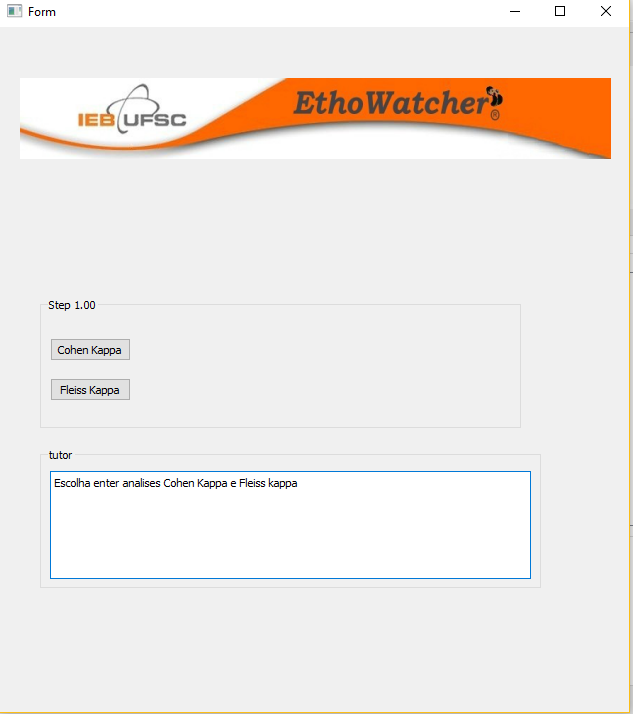 Form
IEB UFSC
EthoWatcher
®
Step 1.00
Cohen Kappa
Fleiss Kappa
tutor
Escolha enter analises Cohen Kappa e Fleiss kappa